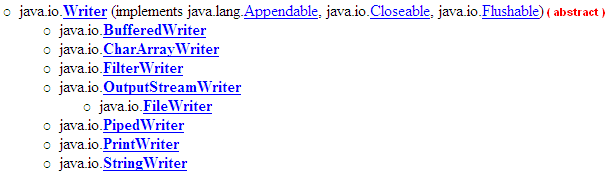 java.io.Writer (implements java.lang.Appendable, java.io.Closeable, java.io.Flushable) ( abstract )
java.io.BufferedWriter
java.io.CharArrayWriter
java.io.FilterWriter
java.io.OutputStreamWriter
java.io.FileWriter
java.io.PipedWriter
java.io.PrintWriter
java.io.StringWriter